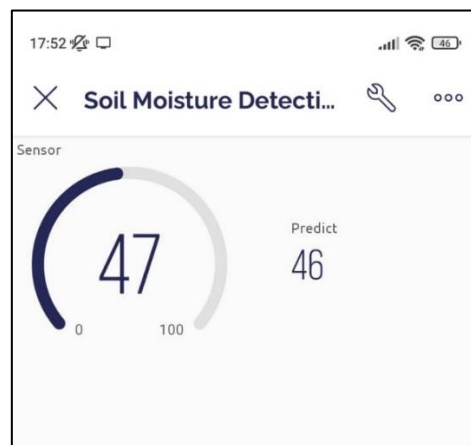 17:52 46
Soil Moisture Detecti...
Sensor
47
0 100
Predict
46